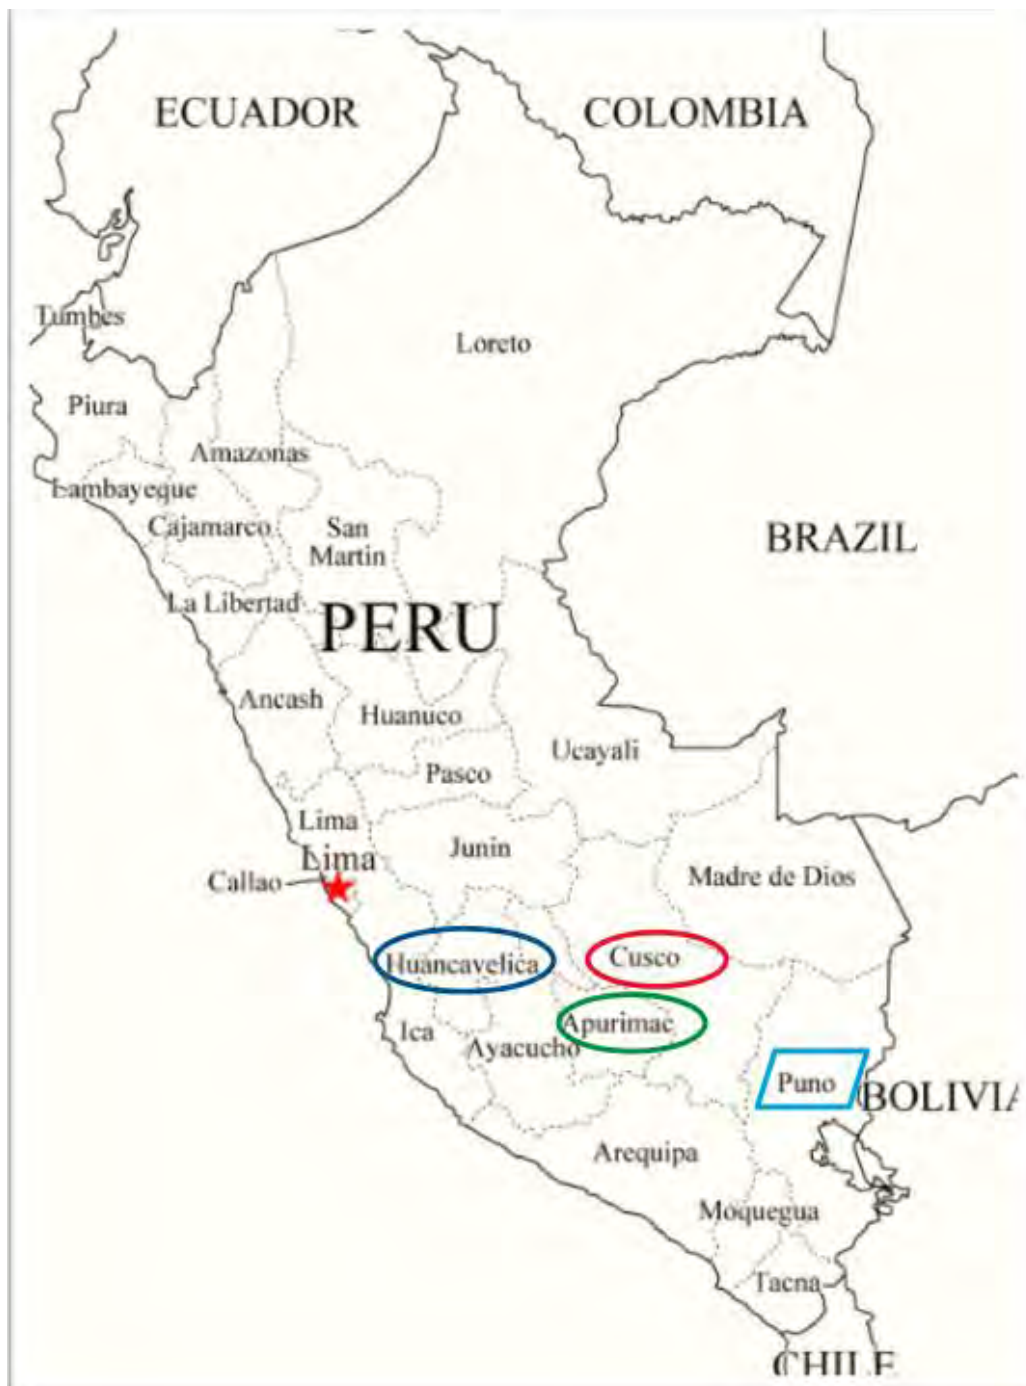 ECUADOR
COLOMBIA
Tumbes
Loreto
Piura
Amazonas
Lambayeque
Cajamarco
San
Martin
BRAZIL
La Libertad
PERU
Ancash
Huanuco
Ucayali
Pasco
Lima
Junin
Lima
Callao
Madre de Dios
Huancavelica
Cusco
Ica
Apurimac
Ayacucho
Puno
BOLIVIA
Arequipa
Moquegua
Tacna
CHILE